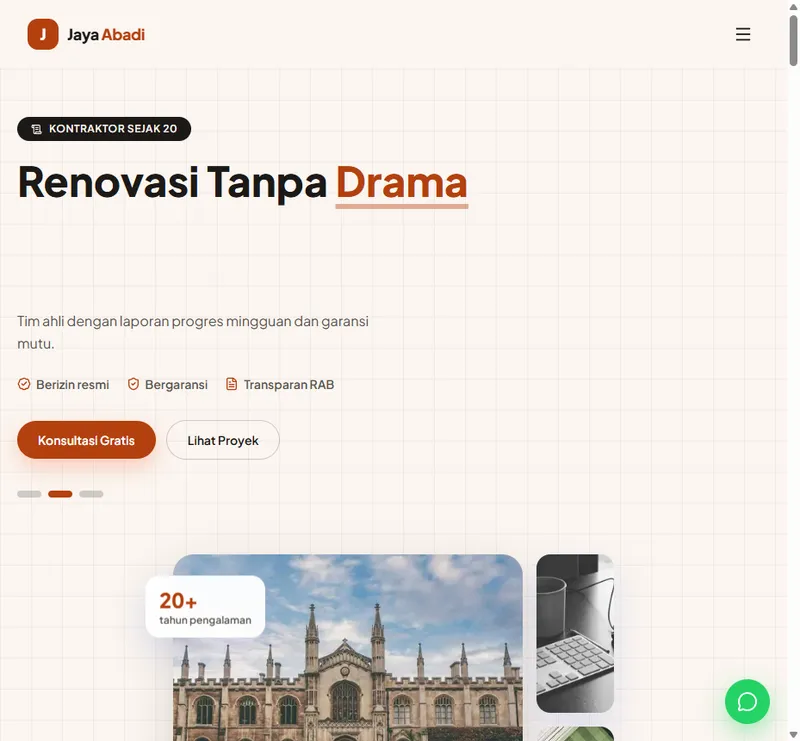 J
Jaya Abadi
KONTRAKTOR SEJAK 20
Renovasi Tanpa Drama
Tim ahli dengan laporan progres mingguan dan garansi
mutu.
Berizin resmi
Bergaransi
Transparan RAB
Konsultasi Gratis
Lihat Proyek
20+
tahun pengalaman